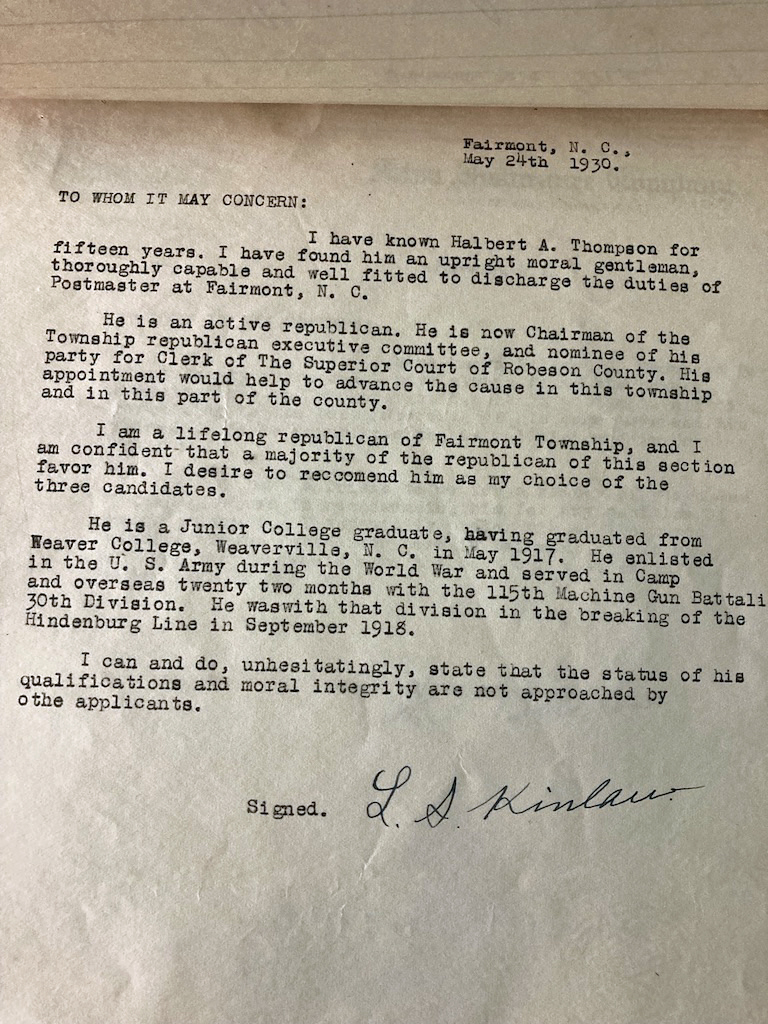 Fairmont, N. C.,
May 24th 1930.
TO WHOM IT MAY CONCERN:
I have known Halbert A. Thompson for
fifteen years. I have found him an upright moral gentleman,
thoroughly capable and well fitted to discharge the duties of
Postmaster at Fairmont, N. C.
He is an active republican. He is now Chairman of the
Township republican executive committee, and nominee of his
party for Clerk of The Superior Court of Robeson County. His
appointment would help to advance the cause in this township
and in this part of the county.
I am a lifelong republican of Fairmont Township, and I
am confident that a majority of the republican of this section
favor him. I desire to reccomend him as my choice of the
three candidates.
He is a Junior College graduate, having graduated from
Weaver College, Weaverville, N. C. in May 1917. He enlisted
in the U. S. Army during the World War and served in Camp
and overseas twenty two months with the 115th Machine Gun Battali
30th Division. He waswith that division in the breaking of the
Hindenburg Line in September 1918.
I can and do, unhesitatingly, state that the status of his
qualifications and moral integrity are not approached by
othe applicants.
Signed. L. S. Kinlaw